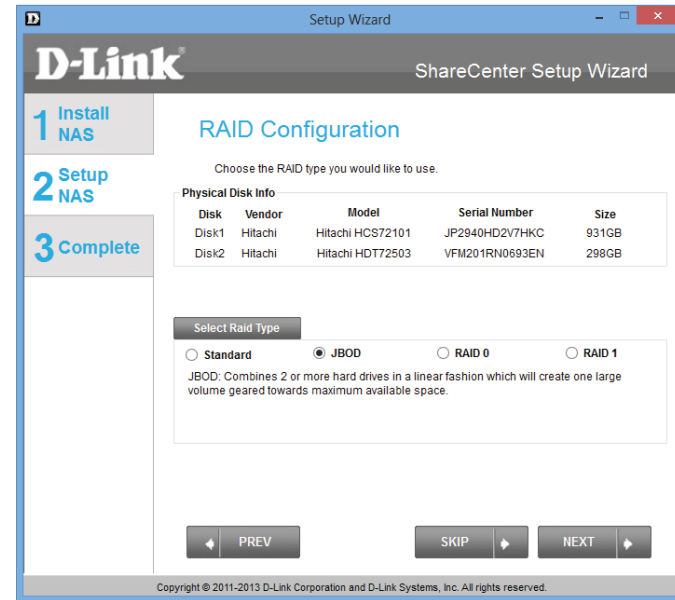 D
Setup Wizard
D-Link®
ShareCenter Setup Wizard
1 Install
NAS
2 Setup
NAS
3 Complete
RAID Configuration
Choose the RAID type you would like to use.
Physical Disk Info
Disk Vendor Model Serial Number Size
Disk1 Hitachi Hitachi HCS72101 JP2940HD2V7HKC 931GB
Disk2 Hitachi Hitachi HDT72503 VFM201RN0693EN 298GB
Select Raid Type
Standard JBOD RAID 0 RAID 1
JBOD: Combines 2 or more hard drives in a linear fashion which will create one large
volume geared towards maximum available space.
PREV SKIP NEXT
Copyright © 2011-2013 D-Link Corporation and D-Link Systems, Inc. All rights reserved.